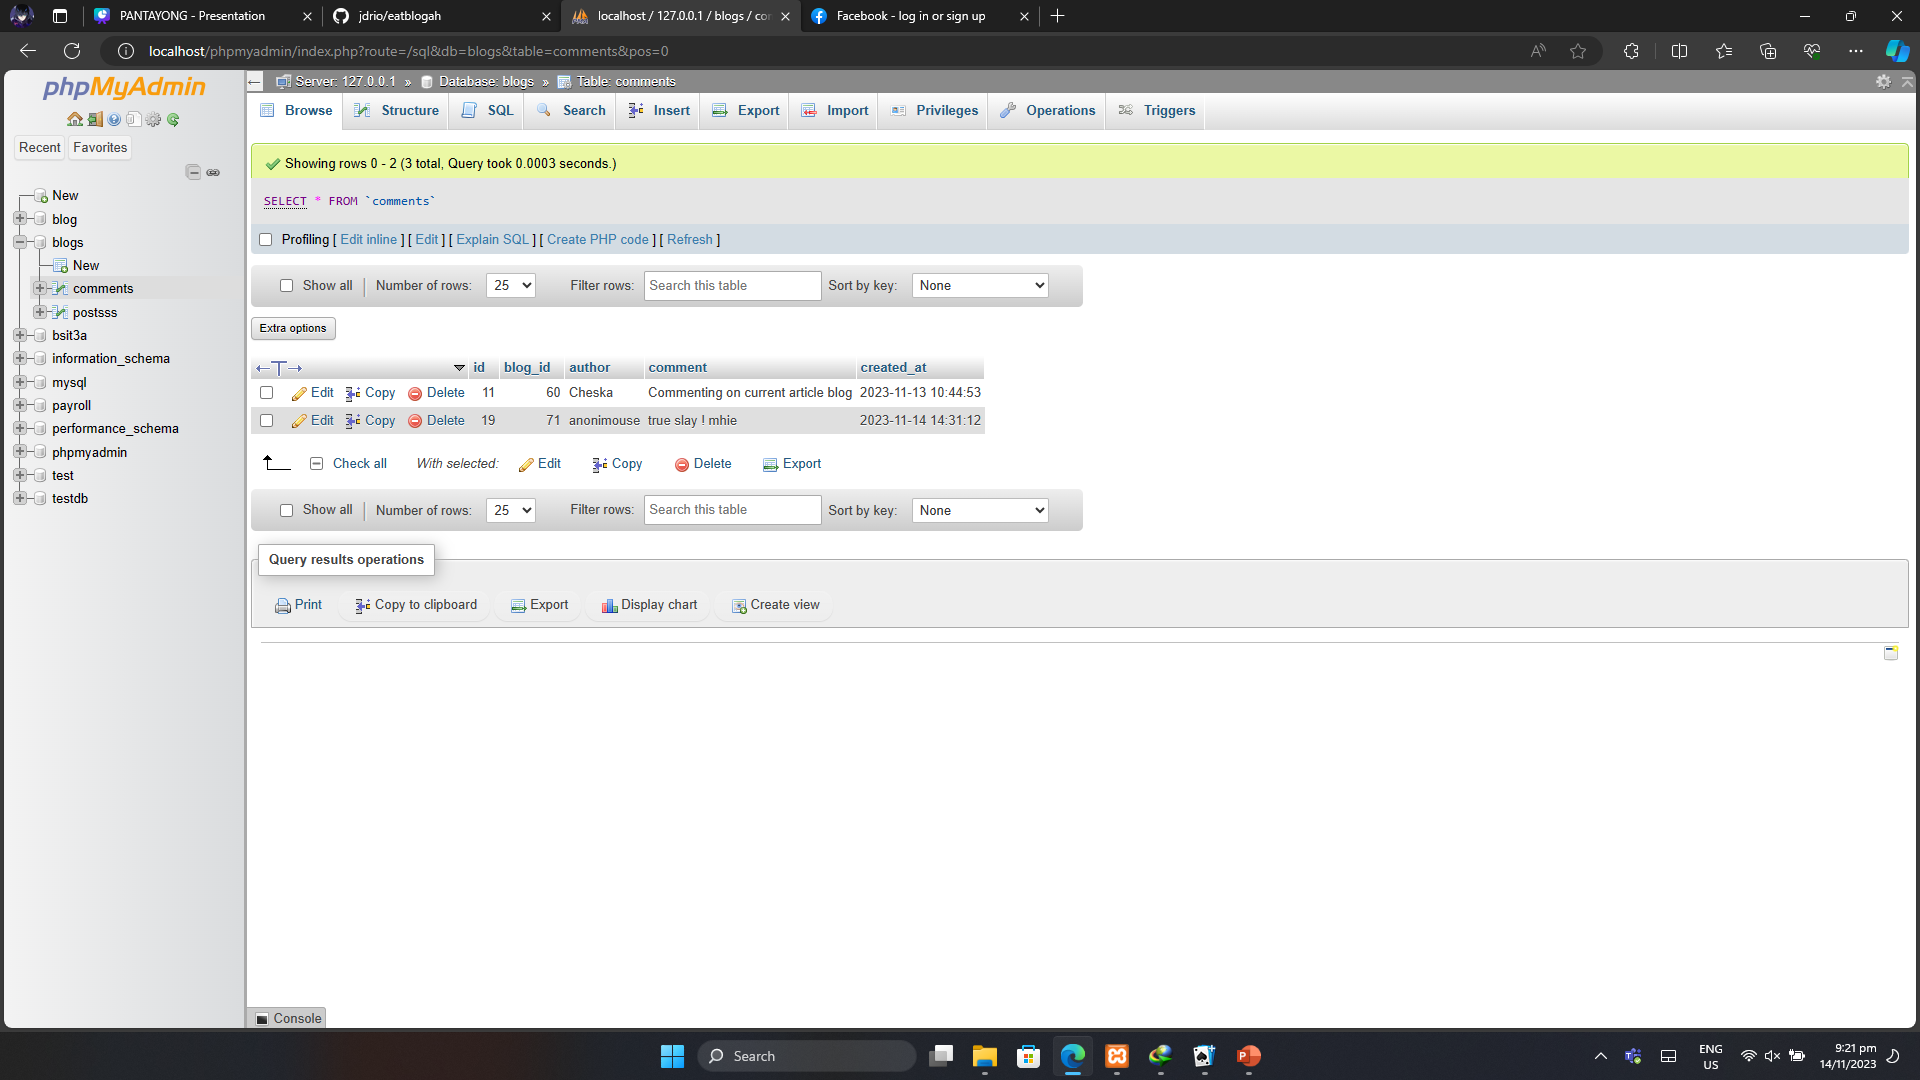 PANTAYONG - Presentation
jdrio/eatblogah
localhost / 127.0.0.1 / blogs / co
Facebook - log in or sign up
localhost/phpmyadmin/index.php?route=/sql&db=blogs&table=comments&pos=0
phpMyAdmin
Recent Favorites
New
blog
blogs
New
comments
postsss
bsit3a
information_schema
mysql
payroll
performance_schema
phpmyadmin
test
testdb
Server: 127.0.0.1 » Database: blogs » Table: comments
Browse Structure SQL Search Insert Export Import Privileges Operations Triggers
Showing rows 0 - 2 (3 total, Query took 0.0003 seconds.)
SELECT * FROM `comments`
Profiling [ Edit inline ] [ Edit ] [ Explain SQL ] [ Create PHP code ] [ Refresh ]
Show all Number of rows: 25 Filter rows: Search this table Sort by key: None
Extra options
id blog_id author comment created_at
Edit Copy Delete 11 60 Cheska Commenting on current article blog 2023-11-13 10:44:53
Edit Copy Delete 19 71 anonimouse true slay ! mhie 2023-11-14 14:31:12
Check all With selected: Edit Copy Delete Export
Show all Number of rows: 25 Filter rows: Search this table Sort by key: None
Query results operations
Print Copy to clipboard Export Display chart Create view
Console
Search
ENG
US
9:21 pm
14/11/2023